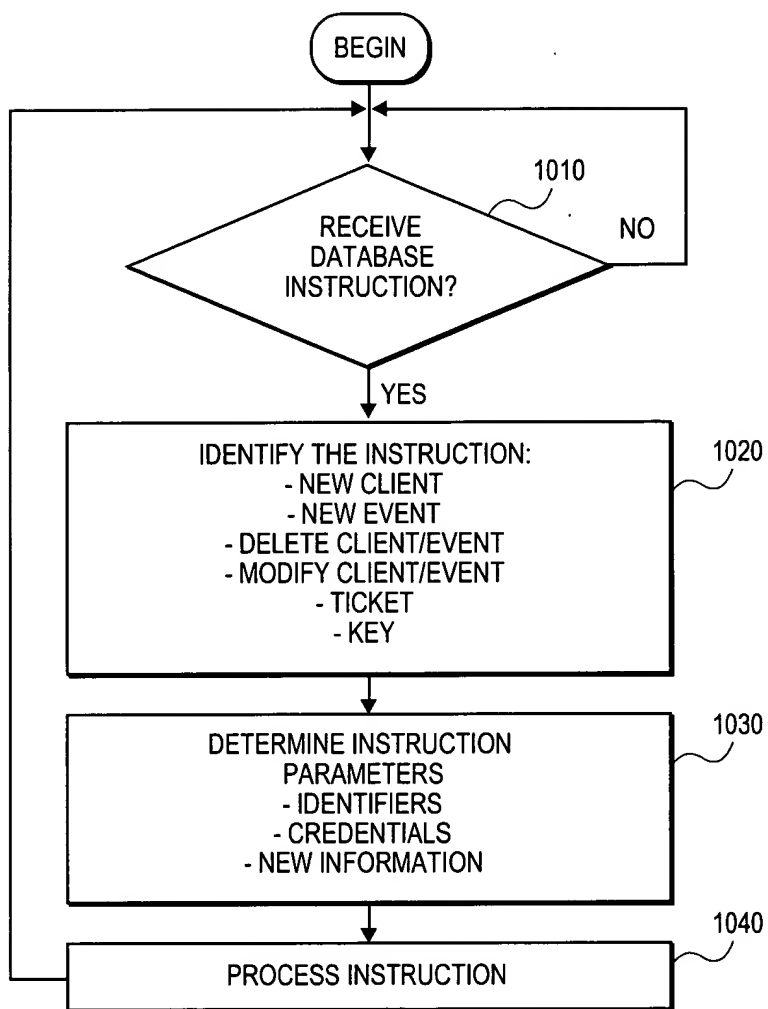 BEGIN
1010
RECEIVE
DATABASE
INSTRUCTION?
NO
YES
1020
IDENTIFY THE INSTRUCTION:
- NEW CLIENT
- NEW EVENT
- DELETE CLIENT/EVENT
- MODIFY CLIENT/EVENT
- TICKET
- KEY
1030
DETERMINE INSTRUCTION
PARAMETERS
- IDENTIFIERS
- CREDENTIALS
- NEW INFORMATION
1040
PROCESS INSTRUCTION